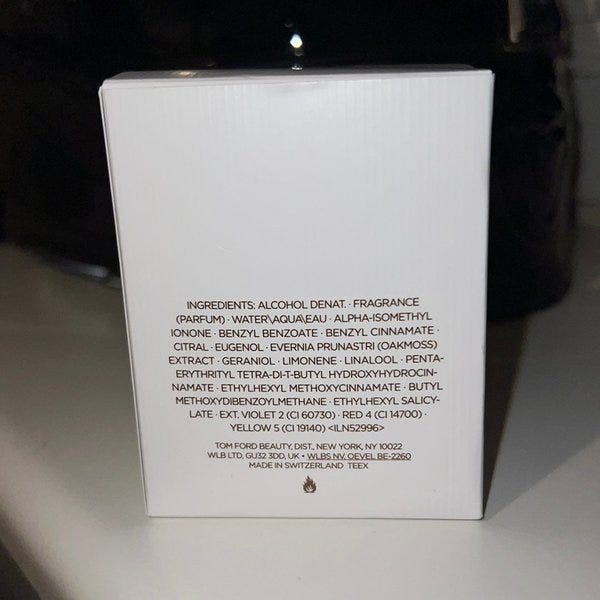 INGREDIENTS: ALCOHOL DENAT. · FRAGRANCE
(PARFUM) · WATER\AQUA\EAU · ALPHA-ISOMETHYL
IONONE · BENZYL BENZOATE · BENZYL CINNAMATE ·
CITRAL · EUGENOL · EVERNIA PRUNASTRI (OAKMOSS)
EXTRACT · GERANIOL · LIMONENE · LINALOOL · PENTA-
ERYTHRITYL TETRA-DI-T-BUTYL HYDROXYHYDROCIN-
NAMATE · ETHYLHEXYL METHOXYCINNAMATE · BUTYL
METHOXYDIBENZOYLMETHANE · ETHYLHEXYL SALICY-
LATE · EXT. VIOLET 2 (CI 60730) · RED 4 (CI 14700) ·
YELLOW 5 (CI 19140) <ILN52996>
TOM FORD BEAUTY, DIST., NEW YORK, NY 10022
WLB LTD, GU32 3DD, UK · WLBS NV. OEVEL BE-2260
MADE IN SWITZERLAND TEEX